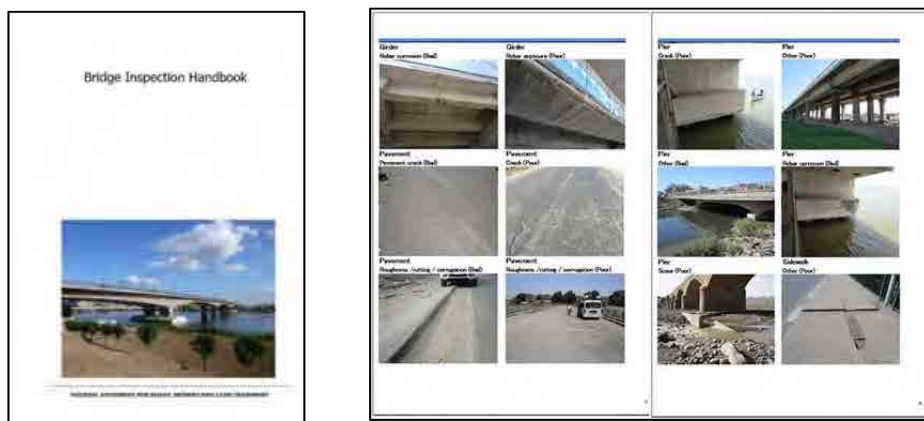 Bridge Inspection Handbook
Girder
Rebar corrosion (Bad)
Girder
Rebar exposure (Poor)
Pavement
Pavement crack (Bad)
Pavement
Crack (Poor)
Pavement
Roughness /rutting / corrugation (Bad)
Pavement
Roughness /rutting / corrugation (Poor)
Pier
Crack (Poor)
Pier
Other (Poor)
Pier
Other (Bad)
Pier
Rebar corrosion (Bad)
Pier
Scour (Poor)
Sidewalk
Other (Poor)